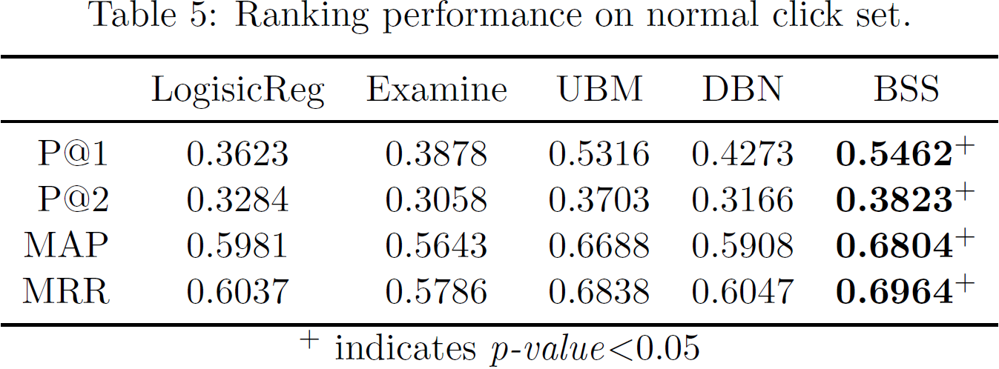 Table 5: Ranking performance on normal click set.
LogisicReg Examine UBM DBN BSS
P@1 0.3623 0.3878 0.5316 0.4273 0.5462+
P@2 0.3284 0.3058 0.3703 0.3166 0.3823+
MAP 0.5981 0.5643 0.6688 0.5908 0.6804+
MRR 0.6037 0.5786 0.6838 0.6047 0.6964+
+ indicates p-value<0.05